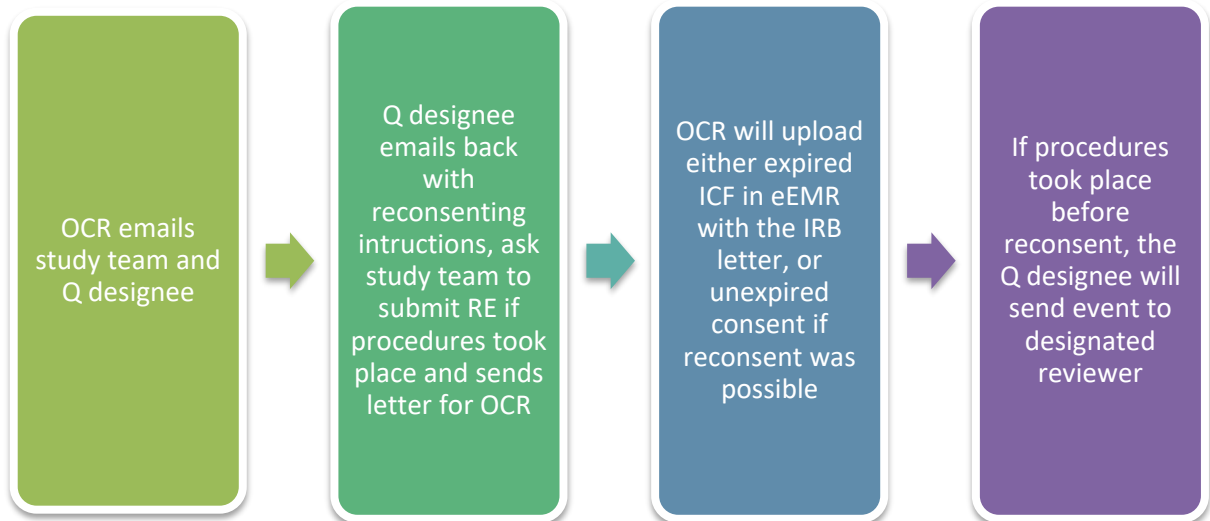 OCR emails
study team and
Q designee
Q designee
emails back
with
reconsenting
intructions, ask
study team to
submit RE if
procedures took
place and sends
letter for OCR
OCR will upload
either expired
ICF in eEMR
with the IRB
letter, or
unexpired
consent if
reconsent was
possible
If procedures
took place
before
reconsent, the
Q designee will
send event to
designated
reviewer